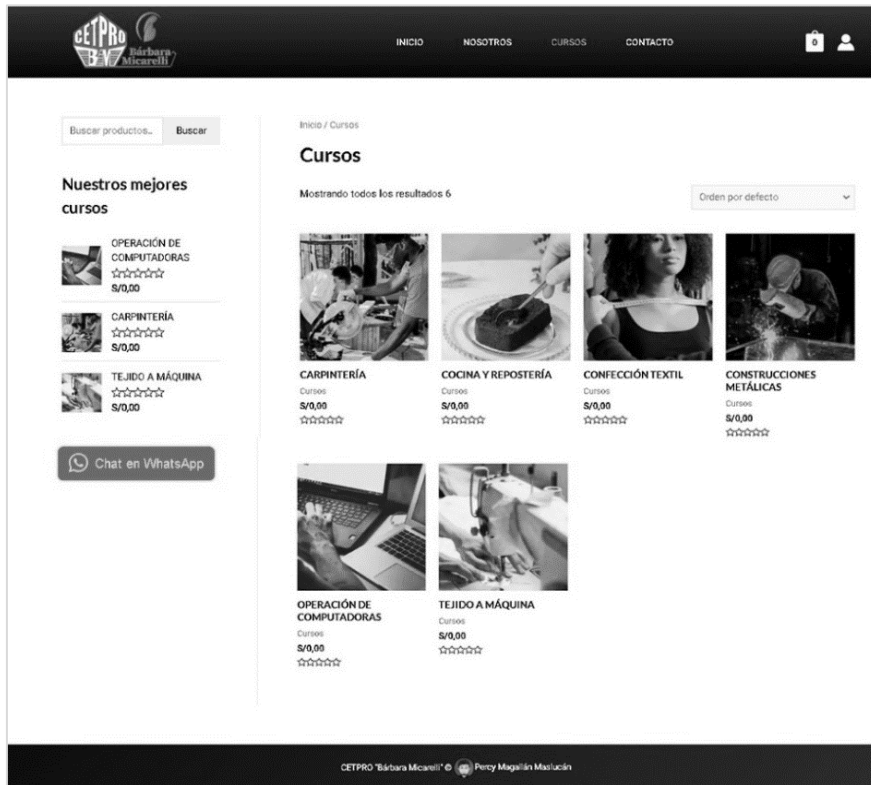 CETPRO
B M
Bárbara
Micarelli
INICIO NOSOTROS CURSOS CONTACTO
0
Buscar productos… Buscar
Nuestros mejores
cursos
OPERACIÓN DE
COMPUTADORAS
S/0,00
CARPINTERÍA
S/0,00
TEJIDO A MÁQUINA
S/0,00
Chat en WhatsApp
Inicio / Cursos
Cursos
Mostrando todos los resultados 6
Orden por defecto
CARPINTERÍA
Cursos
S/0,00
COCINA Y REPOSTERÍA
Cursos
S/0,00
CONFECCIÓN TEXTIL
Cursos
S/0,00
CONSTRUCCIONES
METÁLICAS
Cursos
S/0,00
OPERACIÓN DE
COMPUTADORAS
Cursos
S/0,00
TEJIDO A MÁQUINA
Cursos
S/0,00
CETPRO "Bárbara Micarelli" © Percy Magallán Maslucán